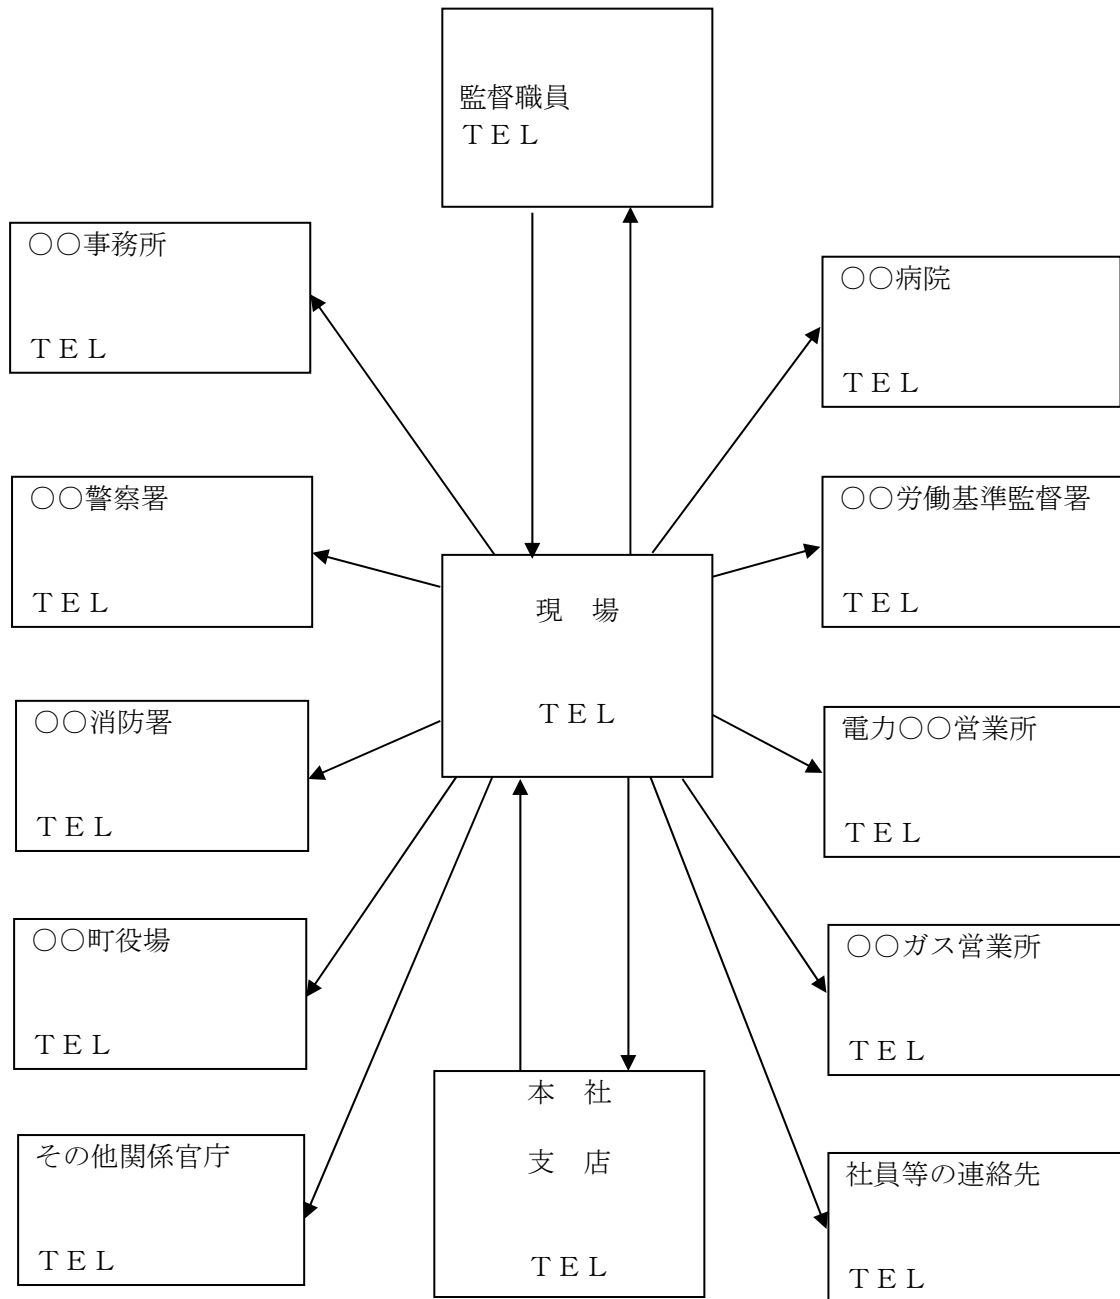 監督職員
ＴＥＬ
○○事務所
ＴＥＬ
○○病院
ＴＥＬ
○○警察署
ＴＥＬ
○○労働基準監督署
ＴＥＬ
現　場
ＴＥＬ
○○消防署
ＴＥＬ
電力○○営業所
ＴＥＬ
○○町役場
ＴＥＬ
○○ガス営業所
ＴＥＬ
本　社
支　店
ＴＥＬ
その他関係官庁
ＴＥＬ
社員等の連絡先
ＴＥＬ